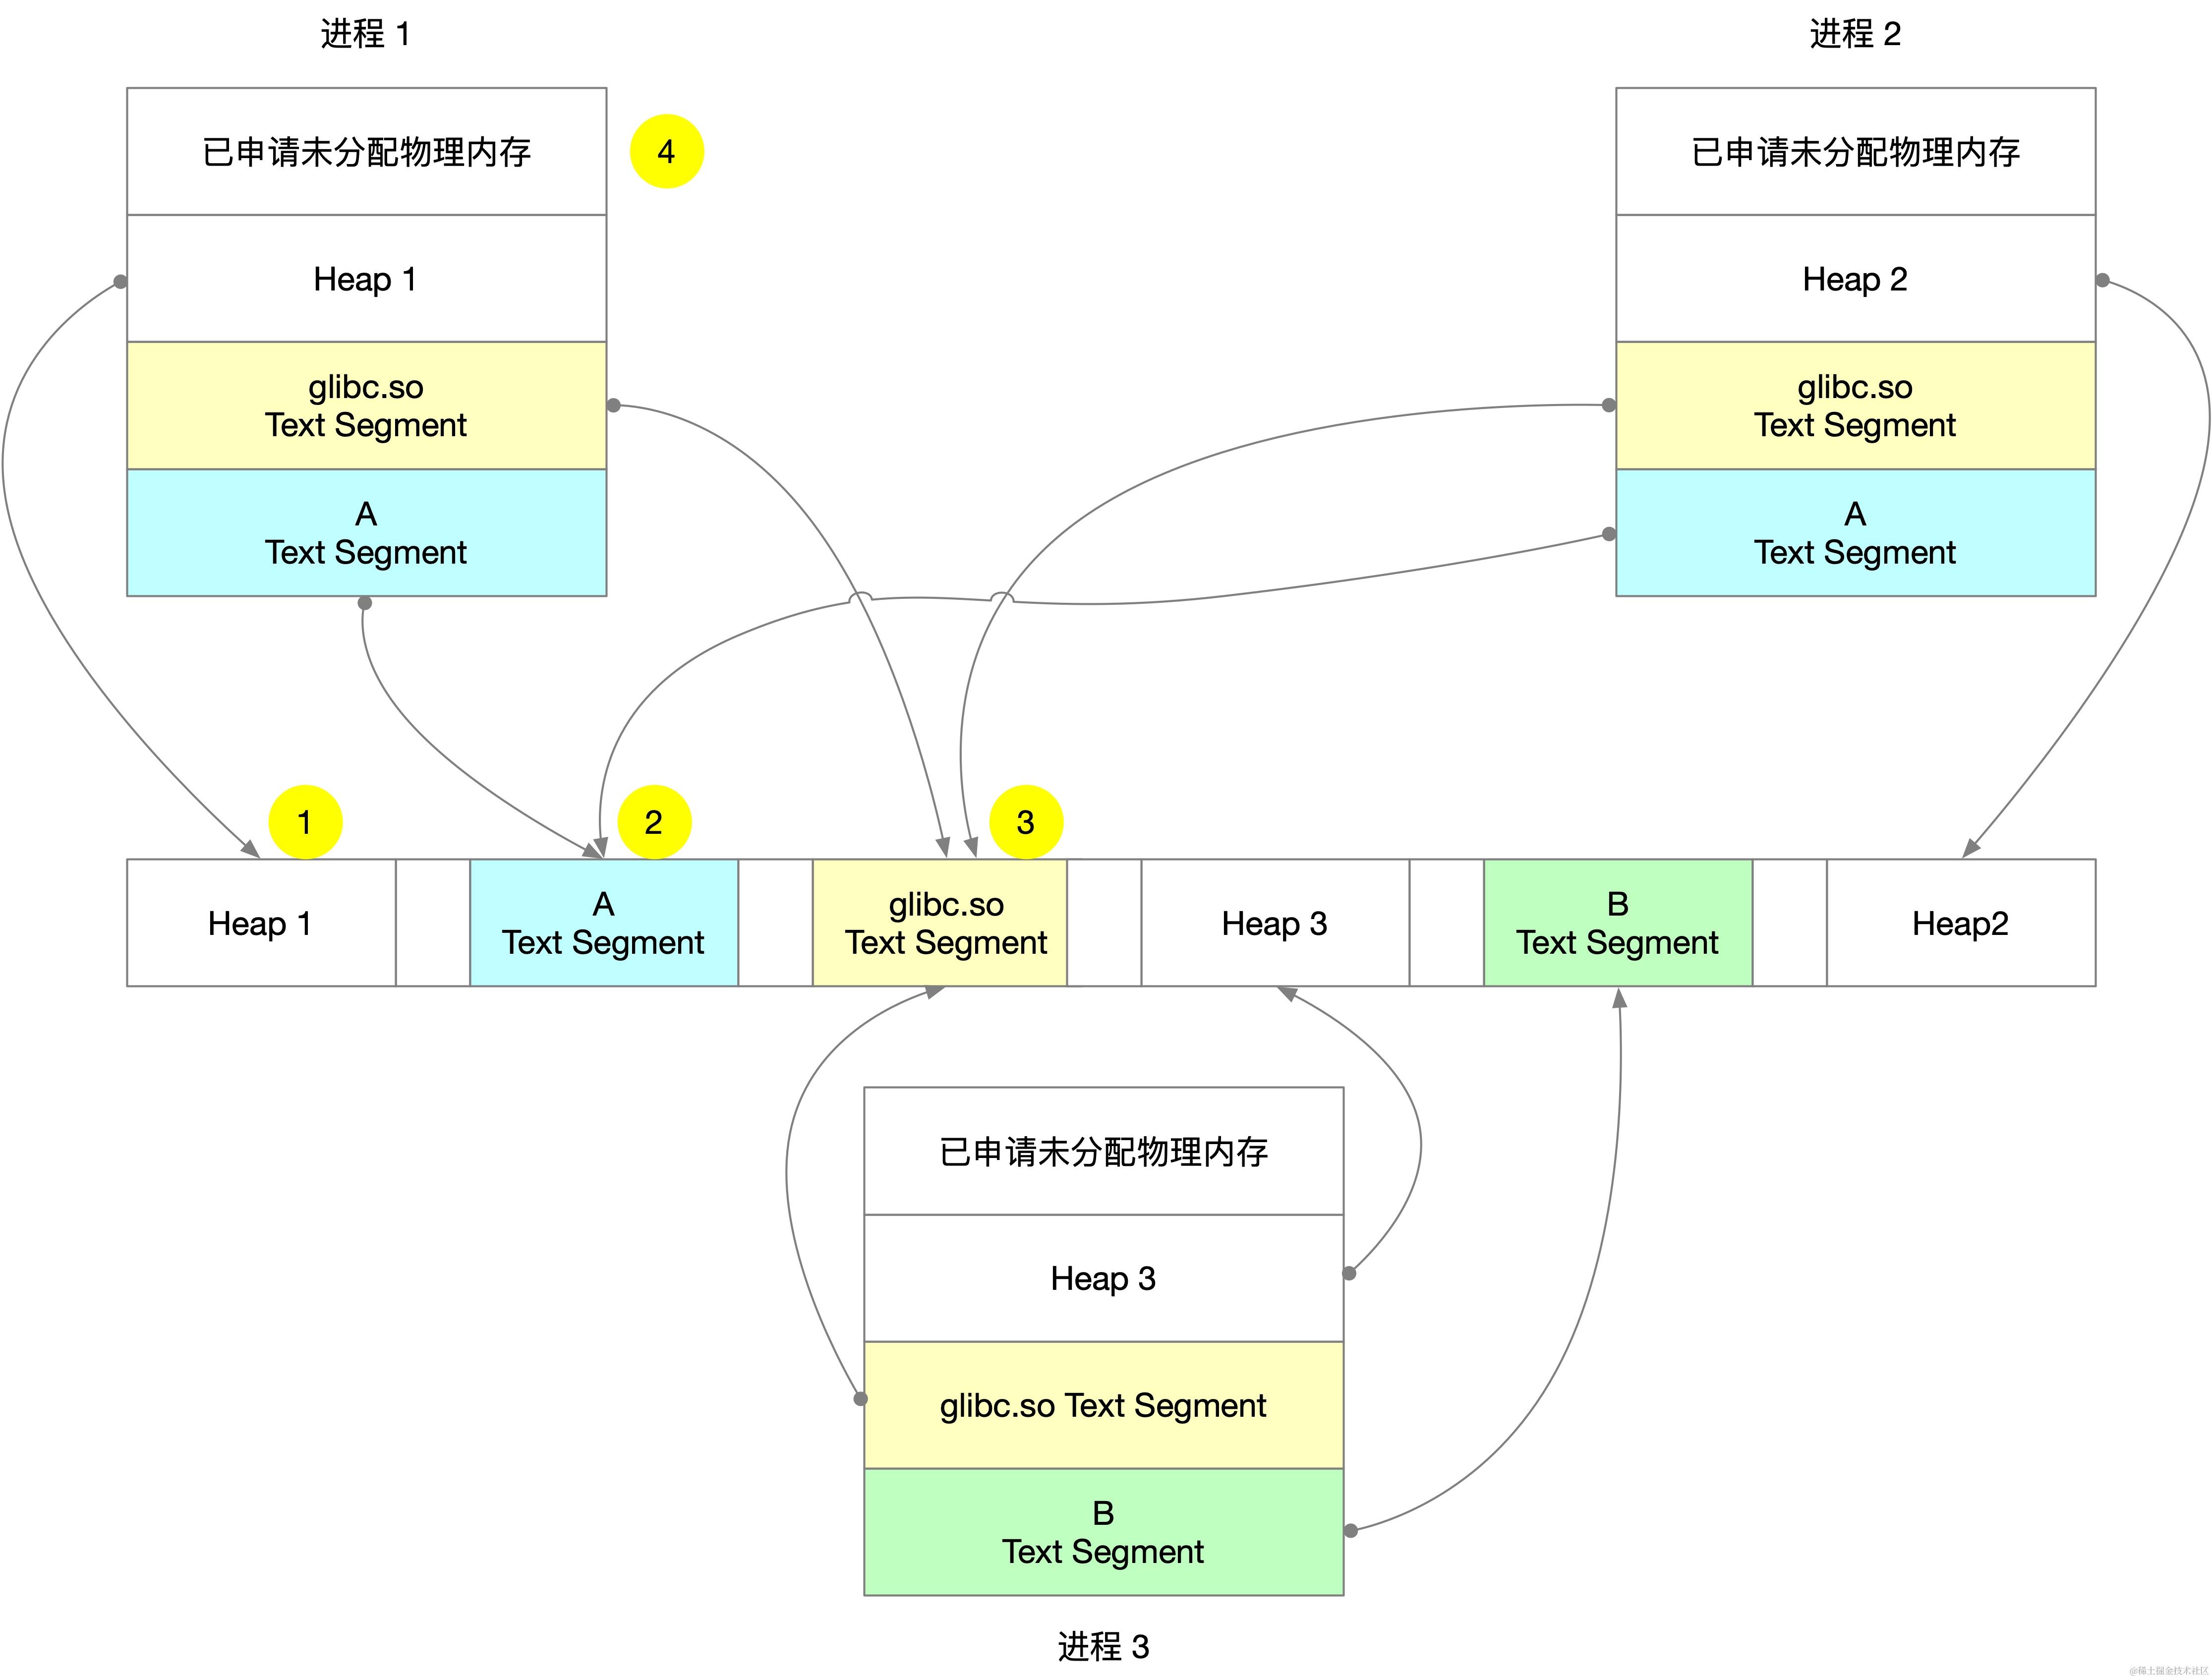 进程 1
进程 2
已申请未分配物理内存
4
已申请未分配物理内存
Heap 1
Heap 2
glibc.so
Text Segment
glibc.so
Text Segment
A
Text Segment
A
Text Segment
1
2
3
Heap 1
A
Text Segment
glibc.so
Text Segment
Heap 3
B
Text Segment
Heap2
已申请未分配物理内存
Heap 3
glibc.so Text Segment
B
Text Segment
进程 3
@稀土掘金技术社区